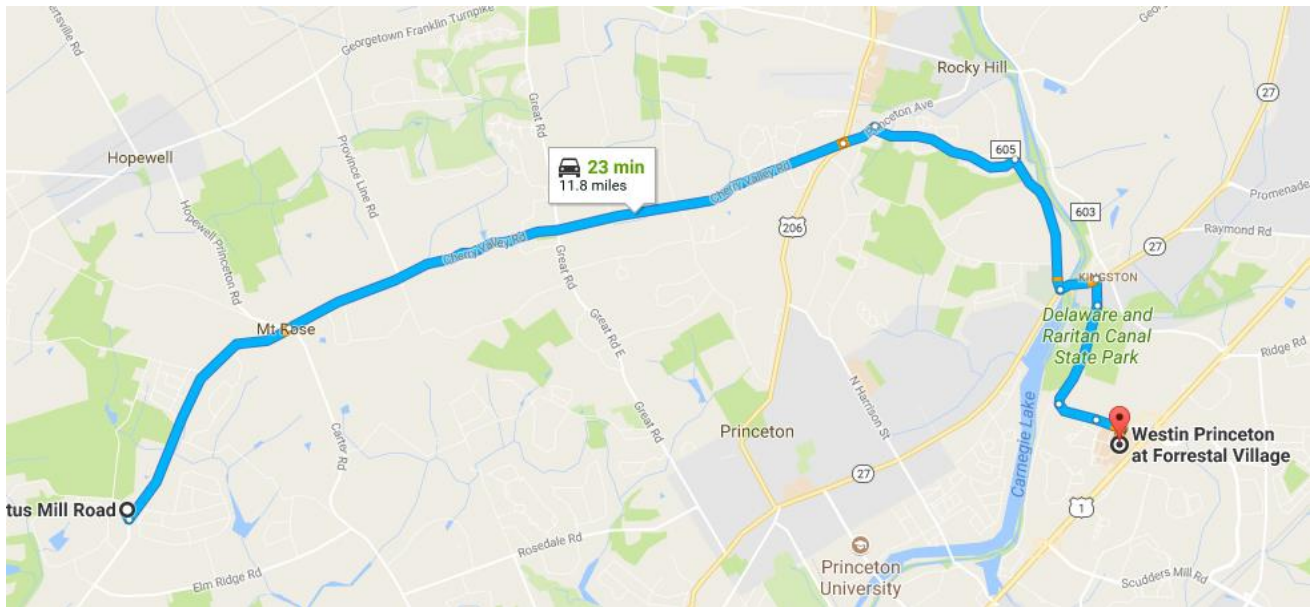 ertsville Rd
Georgetown Franklin Turnpike
Great Rd
Rocky Hill
27
Princeton Ave
605
Hopewell
23 min
11.8 miles
Province Line Rd
Cherry Valley Rd
Promenade
603
Hopewell Princeton Rd
206
27
Raymond Rd
Cherry Valley Rd
Great Rd
KINGSTON
Mt Rose
Great Rd E
Delaware and
Raritan Canal
State Park
Ridge Rd
N Harrison St
Carter Rd
Great Rd
Princeton
Westin Princeton
at Forrestal Village
Carnegie Lake
27
tus Mill Road
1
Rosedale Rd
Elm Ridge Rd
Princeton
University
Scudders Mill Rd